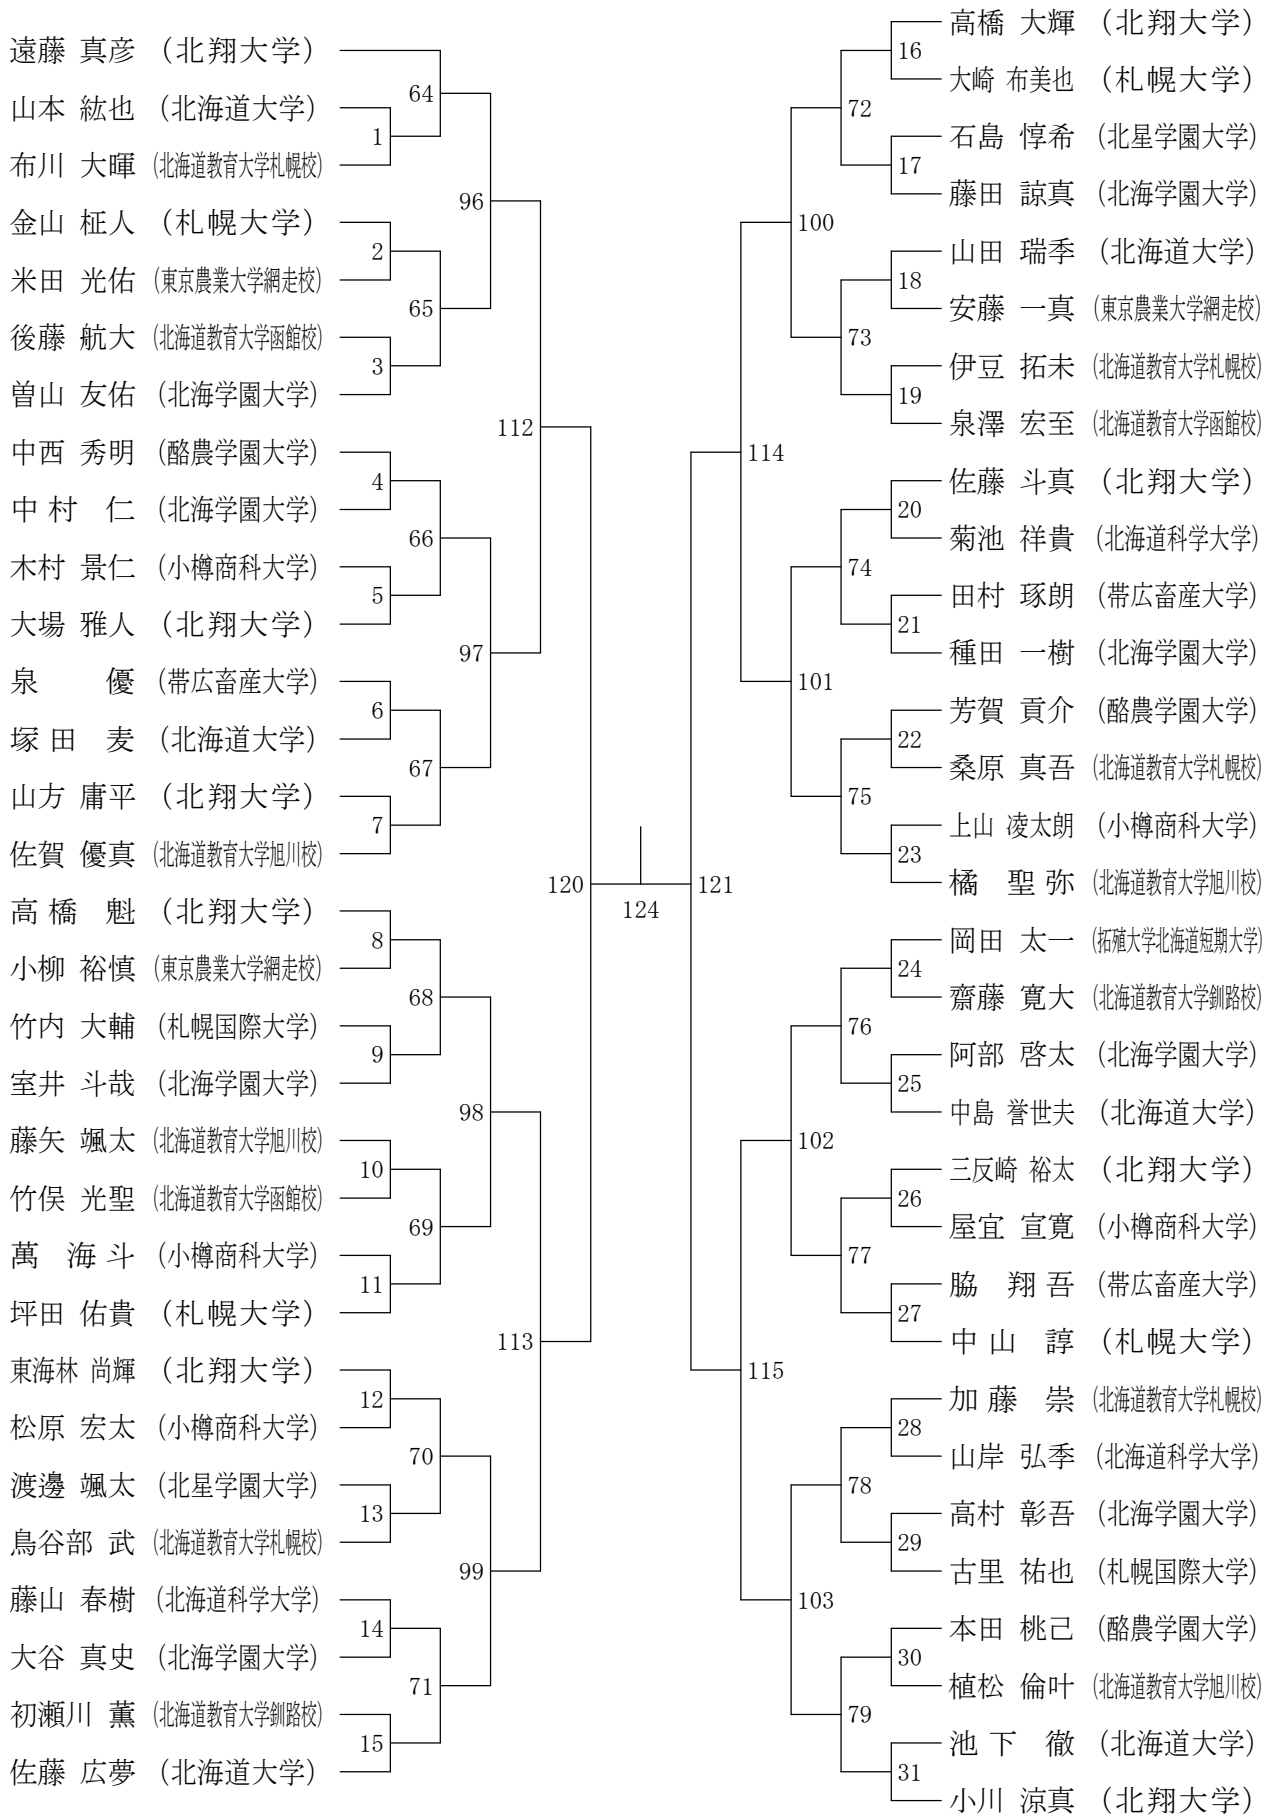 遠藤 真彦 (北翔大学)
山本 紘也 (北海道大学)
布川 大暉 (北海道教育大学札幌校)
金山 柾人 (札幌大学)
米田 光佑 (東京農業大学網走校)
後藤 航大 (北海道教育大学函館校)
曽山 友佑 (北海学園大学)
中西 秀明 (酪農学園大学)
中村 仁 (北海学園大学)
木村 景仁 (小樽商科大学)
大場 雅人 (北翔大学)
泉 優 (帯広畜産大学)
塚田 麦 (北海道大学)
山方 庸平 (北翔大学)
佐賀 優真 (北海道教育大学旭川校)
高橋 魁 (北翔大学)
小柳 裕慎 (東京農業大学網走校)
竹内 大輔 (札幌国際大学)
室井 斗哉 (北海学園大学)
藤矢 颯太 (北海道教育大学旭川校)
竹俣 光聖 (北海道教育大学函館校)
萬 海斗 (小樽商科大学)
坪田 佑貴 (札幌大学)
東海林 尚輝 (北翔大学)
松原 宏太 (小樽商科大学)
渡邊 颯太 (北星学園大学)
鳥谷部 武 (北海道教育大学札幌校)
藤山 春樹 (北海道科学大学)
大谷 真史 (北海学園大学)
初瀬川 薫 (北海道教育大学釧路校)
佐藤 広夢 (北海道大学)
1
2
3
4
5
6
7
8
9
10
11
12
13
14
15
64
65
66
67
68
69
70
71
96
97
98
99
112
113
120
124
121
114
115
100
101
102
103
72
73
74
75
76
77
78
79
16
17
18
19
20
21
22
23
24
25
26
27
28
29
30
31
高橋 大輝 (北翔大学)
大崎 布美也 (札幌大学)
石島 惇希 (北星学園大学)
藤田 諒真 (北海学園大学)
山田 瑞季 (北海道大学)
安藤 一真 (東京農業大学網走校)
伊豆 拓未 (北海道教育大学札幌校)
泉澤 宏至 (北海道教育大学函館校)
佐藤 斗真 (北翔大学)
菊池 祥貴 (北海道科学大学)
田村 琢朗 (帯広畜産大学)
種田 一樹 (北海学園大学)
芳賀 貢介 (酪農学園大学)
桑原 真吾 (北海道教育大学札幌校)
上山 凌太朗 (小樽商科大学)
橘 聖弥 (北海道教育大学旭川校)
岡田 太一 (拓殖大学北海道短期大学)
齋藤 寛大 (北海道教育大学釧路校)
阿部 啓太 (北海学園大学)
中島 誉世夫 (北海道大学)
三反崎 裕太 (北翔大学)
屋宜 宣寛 (小樽商科大学)
脇 翔吾 (帯広畜産大学)
中山 諄 (札幌大学)
加藤 崇 (北海道教育大学札幌校)
山岸 弘季 (北海道科学大学)
高村 彰吾 (北海学園大学)
古里 祐也 (札幌国際大学)
本田 桃己 (酪農学園大学)
植松 倫叶 (北海道教育大学旭川校)
池下 徹 (北海道大学)
小川 涼真 (北翔大学)